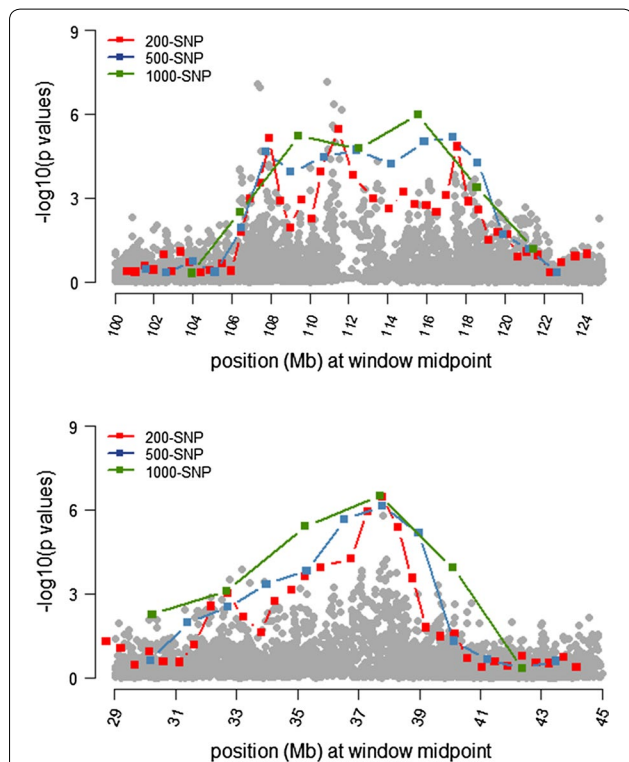 9
6
3
0
-log10(p values)
200-SNP
500-SNP
1000-SNP
100 102 104 106 108 110 112 114 116 118 120 122 124
position (Mb) at window midpoint
9
6
3
0
-log10(p values)
200-SNP
500-SNP
1000-SNP
29 31 33 35 37 39 41 43 45
position (Mb) at window midpoint